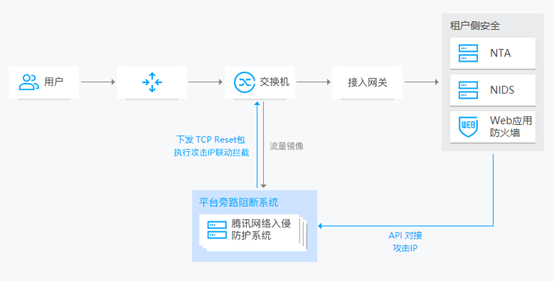 租户侧安全
NTA
用户
交换机
接入网关
NIDS
WEB
Web应用
防火墙
下发 TCP Reset包
执行攻击IP联动拦截
流量镜像
平台旁路阻断系统
腾讯网络入侵
防护系统
API 对接
攻击IP